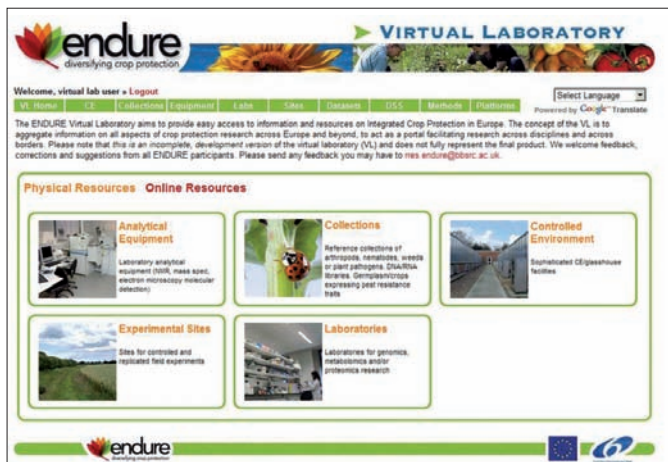 endure
diversifying crop protection
VIRTUAL LABORATORY
Welcome, virtual lab user » Logout
Select Language
VL Home CE Collections Equipment Labs Sites Datasets DSS Methods Platforms
Powered by Google Translate
The ENDURE Virtual Laboratory aims to provide easy access to information and resources on Integrated Crop Protection in Europe. The concept of the VL is to
aggregate information on all aspects of crop protection research across Europe and beyond, to act as a portal facilitating research across disciplines and across
borders. Please note that this is an incomplete, development version of the virtual laboratory (VL) and does not fully represent the final product. We welcome feedback,
corrections and suggestions from all ENDURE participants. Please send any feedback you may have to rres.endure@bbsrc.ac.uk.
Physical Resources Online Resources
Analytical
Equipment
Laboratory analytical
equipment (NMR, mass spec,
electron microscopy molecular
detection)
Collections
Reference collections of
arthropods, nematodes, weeds
or plant pathogens. DNA/RNA
libraries. Germplasm/crops
expressing pest resistance
traits
Controlled
Environment
Sophisticated CE/glasshouse
facilities
Experimental Sites
Sites for controlled and
replicated field experiments
Laboratories
Laboratories for genomics,
metabolomics and/or
proteomics research
endure
diversifying crop protection